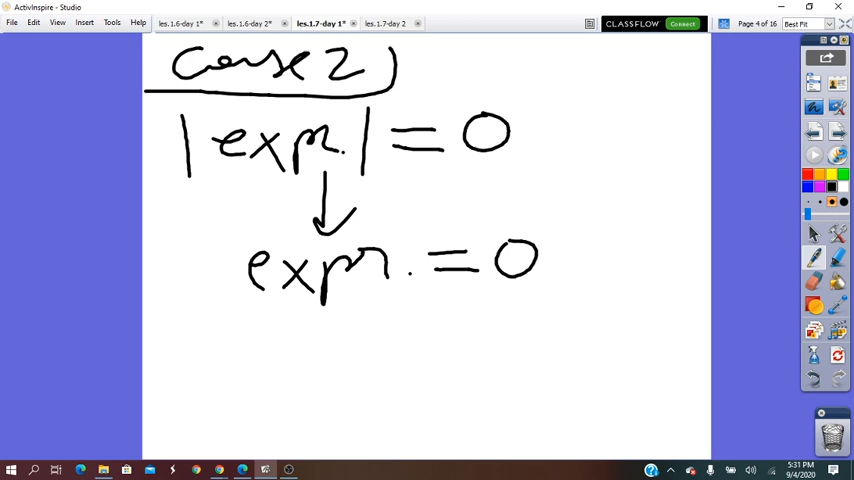 ActivInspire - Studio
File Edit View Insert Tools Help
les.1.6-day 1* les.1.6-day 2* les.1.7-day 1* les.1.7-day 2
CLASSFLOW Connect
Page 4 of 16 Best Fit
Case 2)
| expr. | = 0
expr. = 0
5:31 PM
9/4/2020